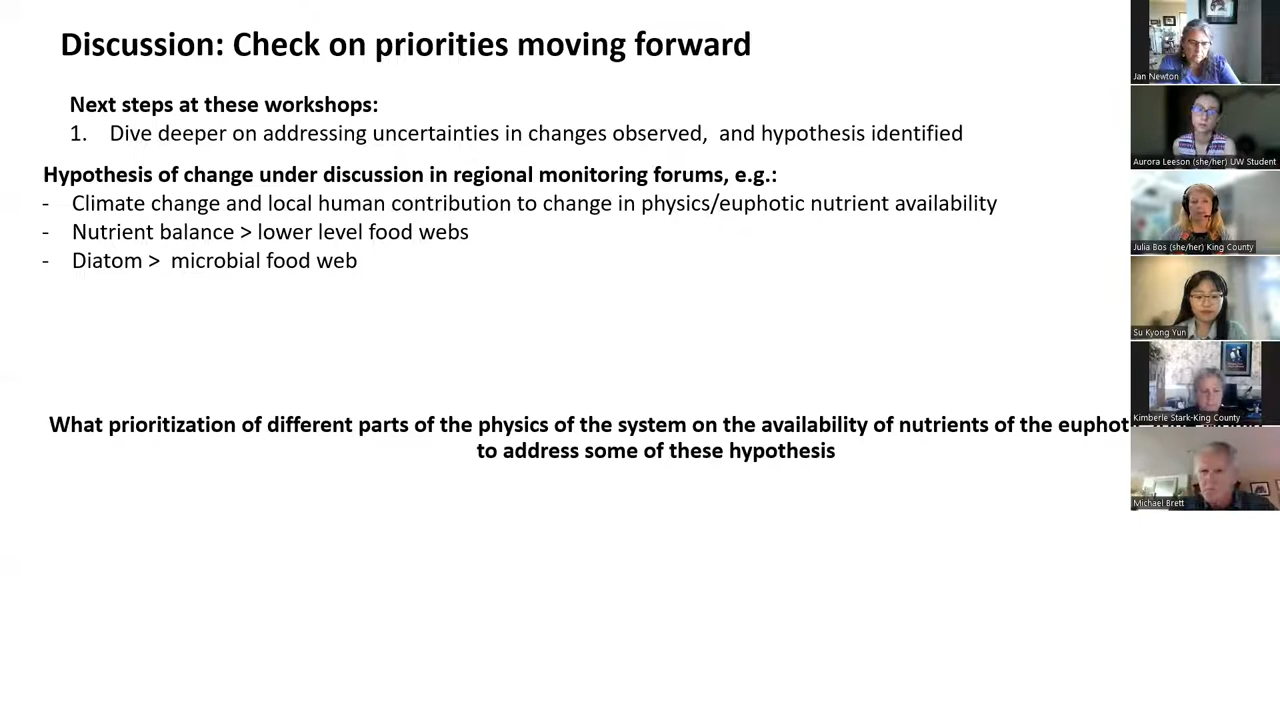 Discussion: Check on priorities moving forward
Next steps at these workshops:
1. Dive deeper on addressing uncertainties in changes observed, and hypothesis identified
Hypothesis of change under discussion in regional monitoring forums, e.g.:
- Climate change and local human contribution to change in physics/euphotic nutrient availability
- Nutrient balance > lower level food webs
- Diatom > microbial food web
What prioritization of different parts of the physics of the system on the availability of nutrients of the euphot
to address some of these hypothesis
Jan Newton
Aurora Leeson (she/her) UW Student
Julia Bos (she/her) King County
Su Kyong Yun
Kimberle Stark-King County
Michael Brett